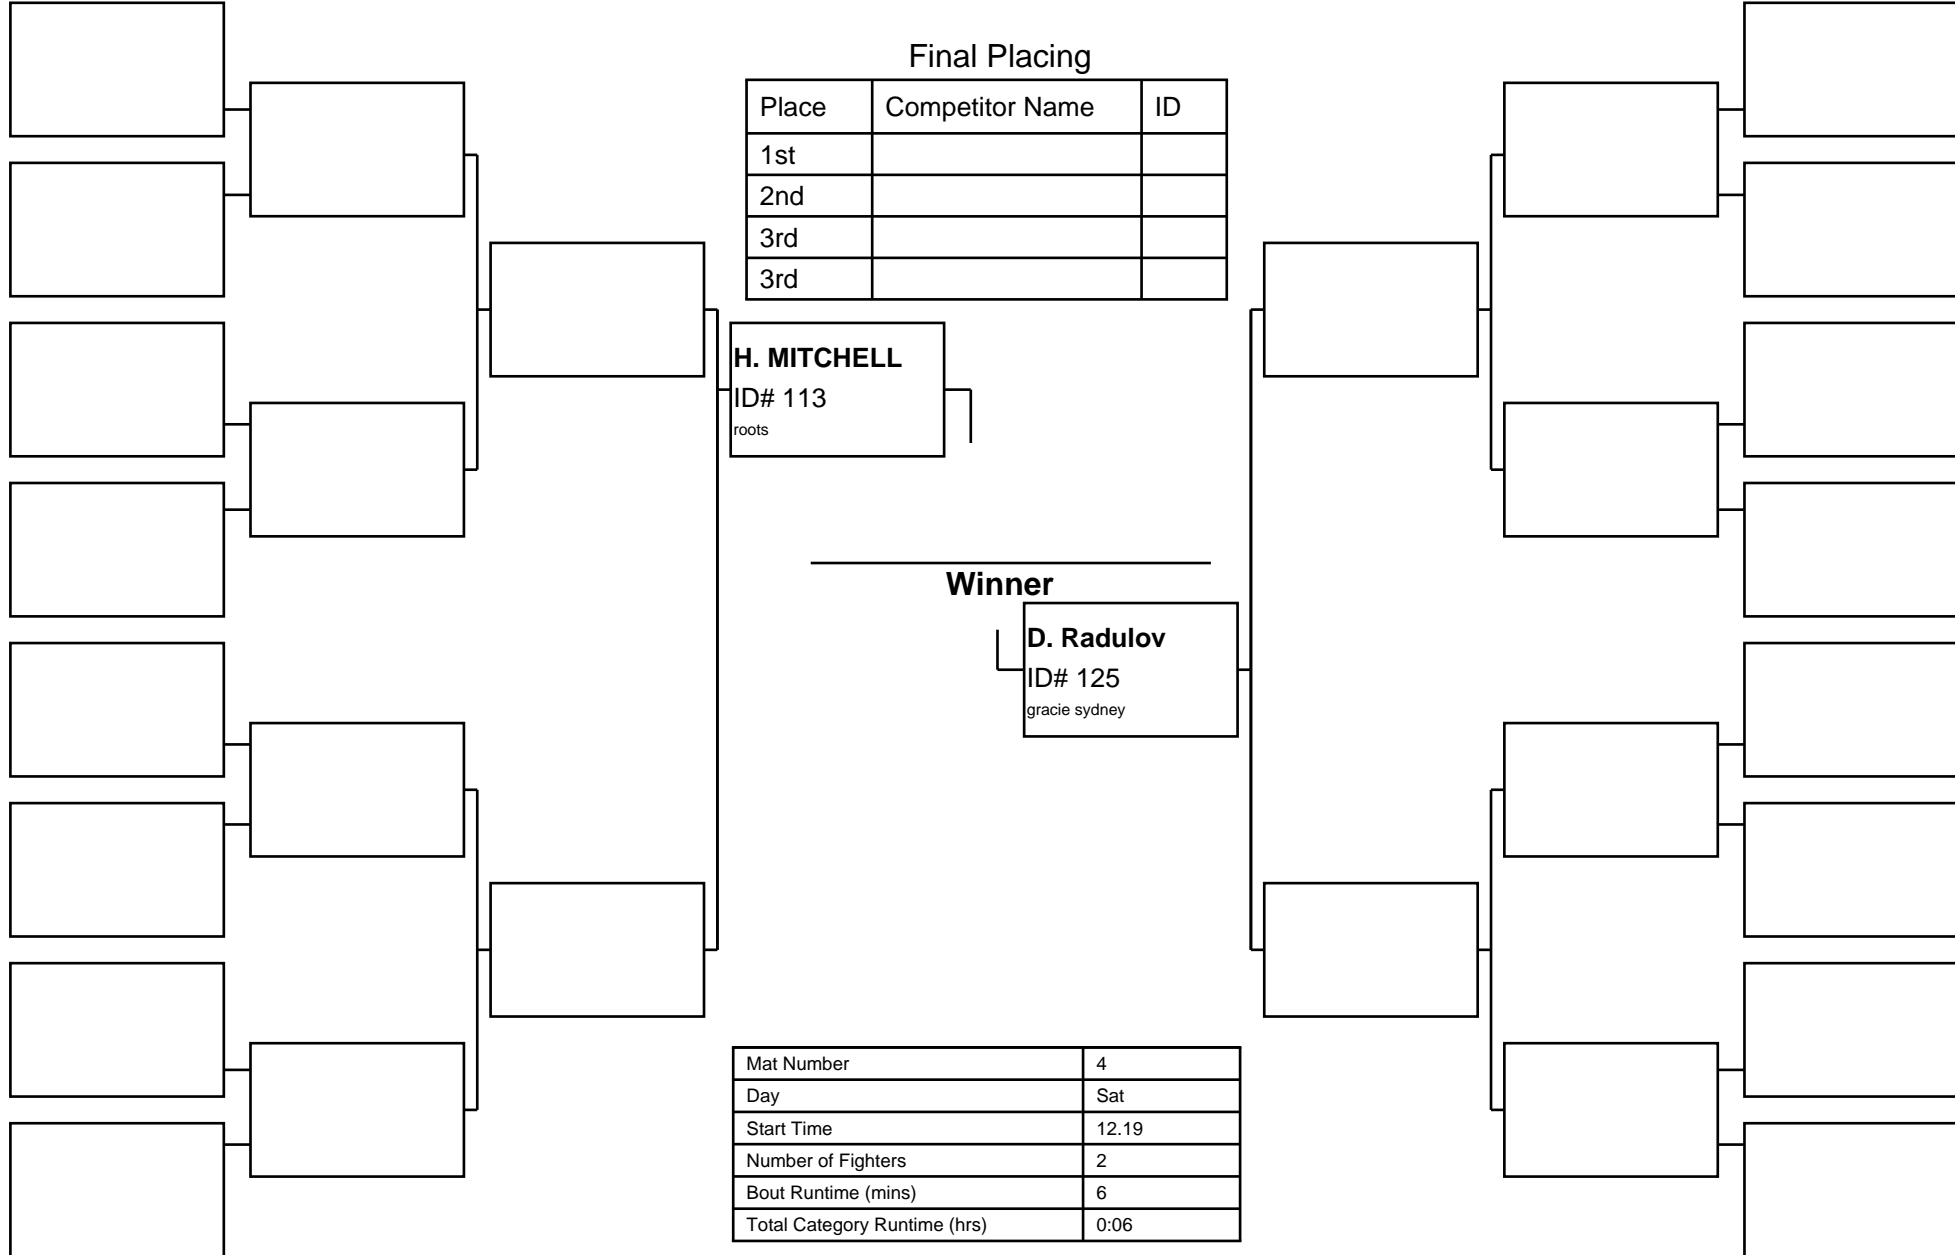 Final Placing
Place Competitor Name ID
1st
2nd
3rd
3rd
H. MITCHELL
ID# 113
roots
Winner
D. Radulov
ID# 125
gracie sydney
Mat Number 4
Day Sat
Start Time 12.19
Number of Fighters 2
Bout Runtime (mins) 6
Total Category Runtime (hrs) 0:06